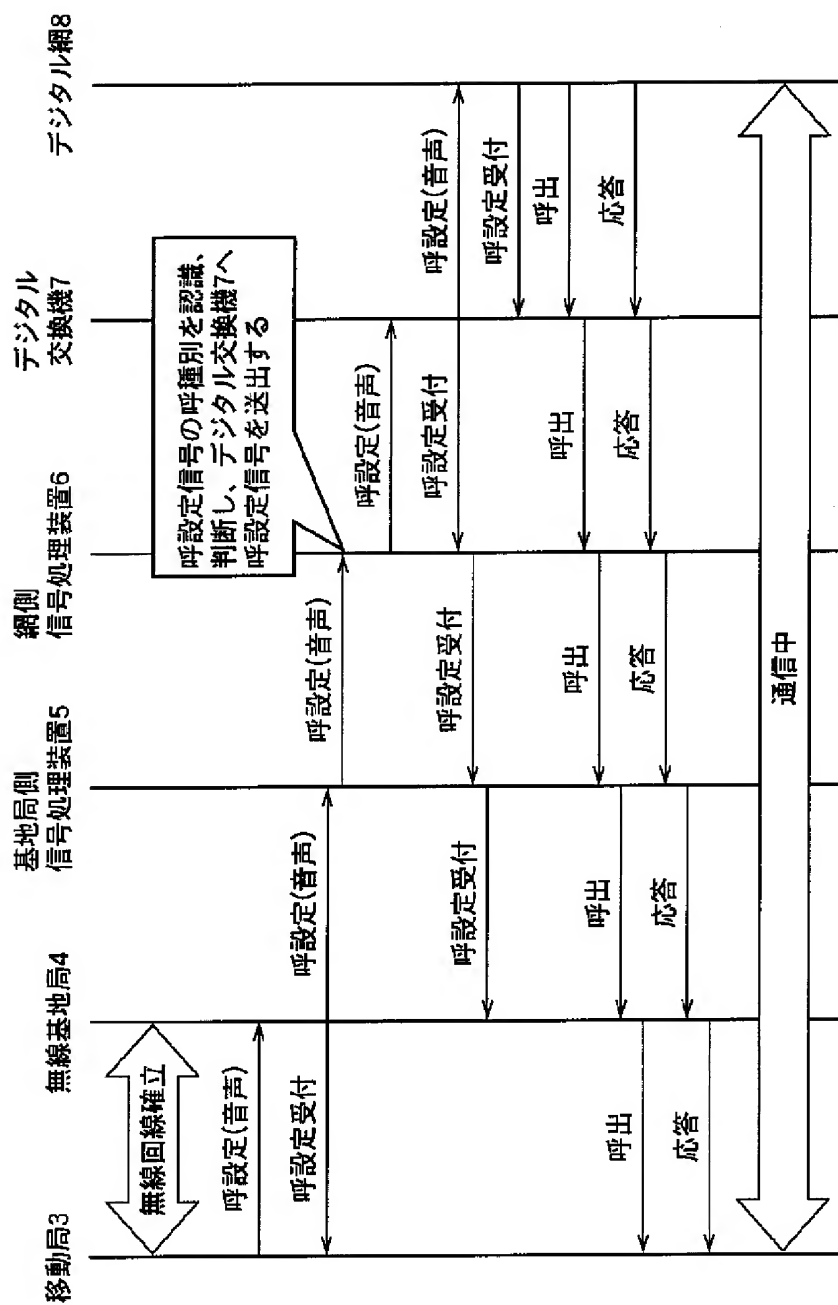 移動局3
無線基地局4
基地局側
信号処理装置5
網側
信号処理装置6
デジタル
交換機7
デジタル網8
無線回線確立
呼設定信号の呼種別を認識、
判断し、デジタル交換機7へ
呼設定信号を送出する
呼設定(音声)
呼設定受付
呼設定(音声)
呼設定(音声)
呼設定(音声)
呼設定受付
呼設定(音声)
呼設定受付
呼設定受付
呼設定受付
呼出
呼出
呼出
呼出
呼出
応答
応答
応答
応答
応答
通信中